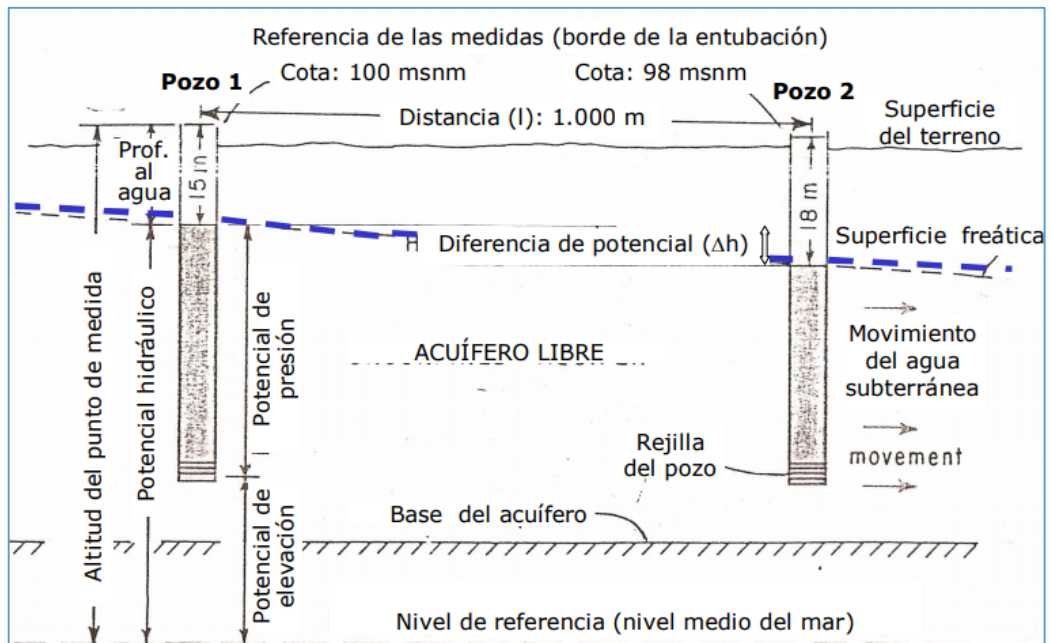 Referencia de las medidas (borde de la entubación)
Pozo 1
Cota: 100 msnm
Cota: 98 msnm
Pozo 2
Distancia (l): 1.000 m
Superficie
del terreno
Prof.
al
agua
15 m
18 m
Diferencia de potencial (Δh)
Superficie freática
Altitud del punto de medida
Potencial hidráulico
Potencial de
presión
ACUÍFERO LIBRE
Movimiento
del agua
subterránea
Rejilla
del pozo
movement
Potencial de
elevación
Base del acuífero
Nivel de referencia (nivel medio del mar)